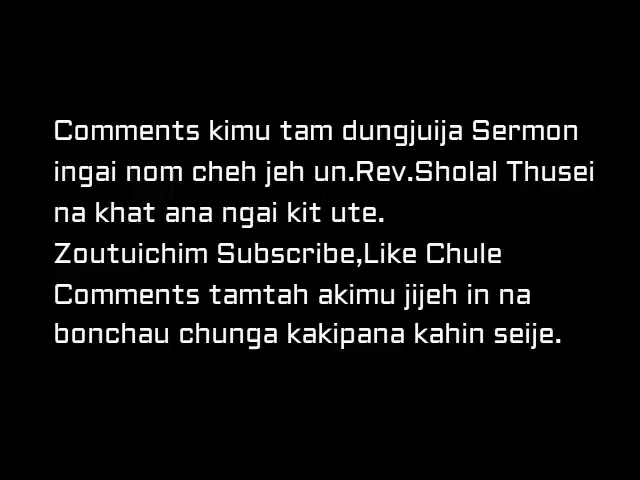 Comments kimu tam dungjuija Sermon
ingai nom cheh jeh un.Rev.Sholal Thusei
na khat ana ngai kit ute.
Zoutuichim Subscribe,Like Chule
Comments tamtah akimu jijeh in na
bonchau chunga kakipana kahin seije.